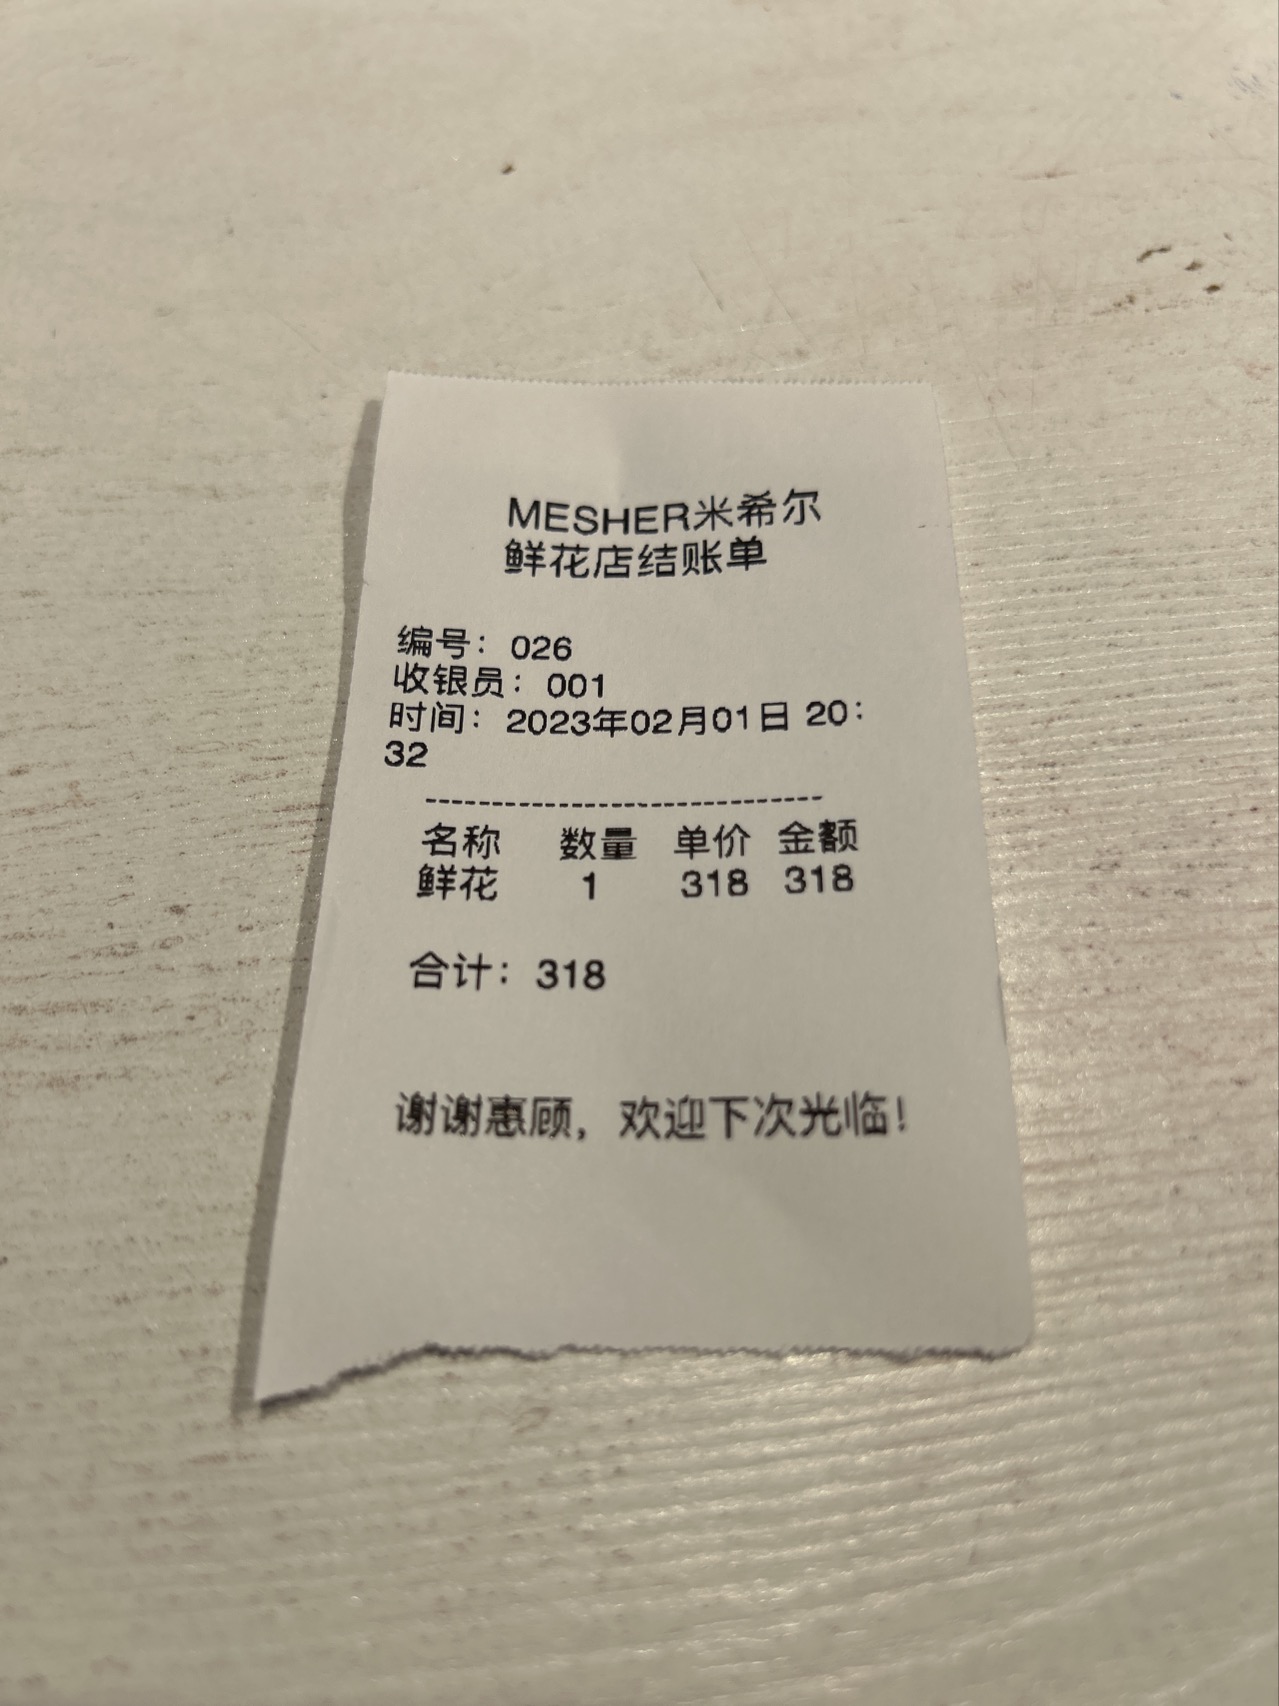 MESHER米希尔
鲜花店结账单
编号：026
收银员：001
时间：2023年02月01日 20：
32
------------------------------------
名称 数量 单价 金额
鲜花 1 318 318
合计：318
谢谢惠顾，欢迎下次光临！